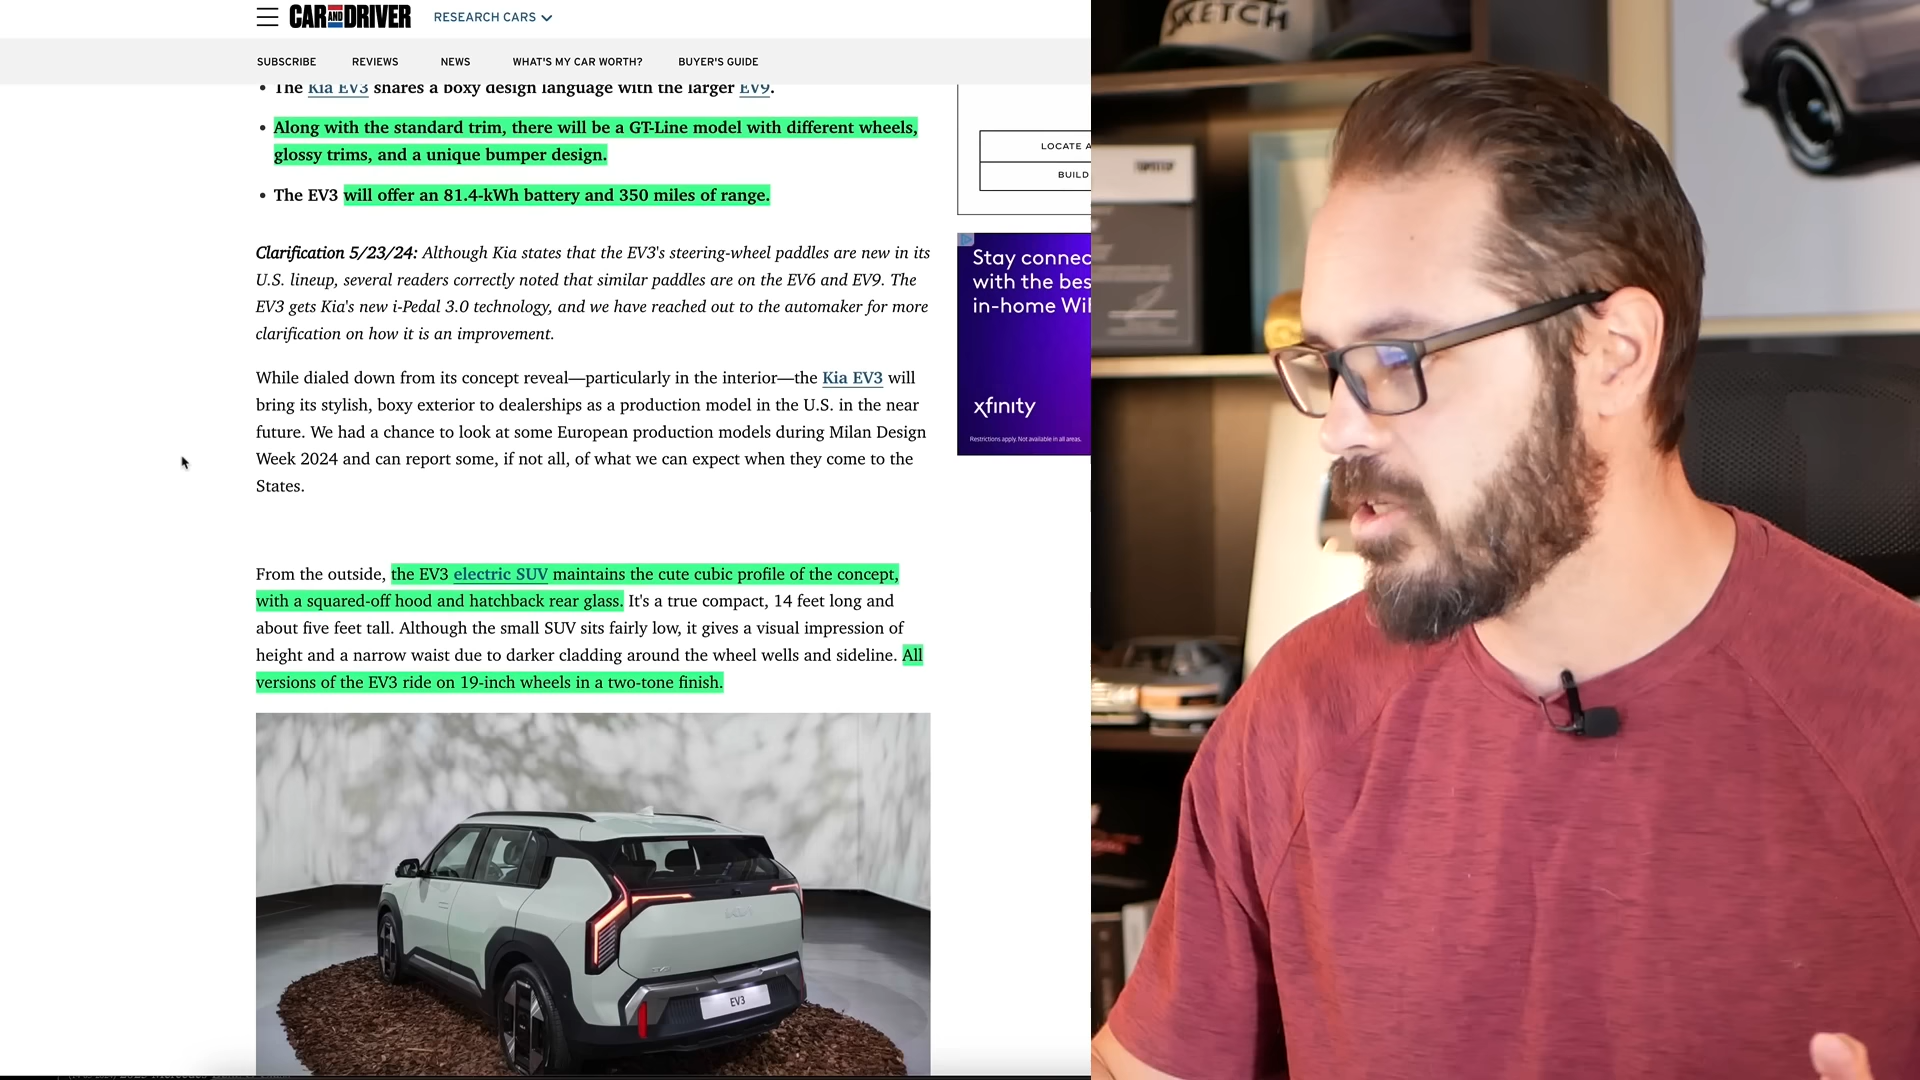 CAR AND DRIVER
RESEARCH CARS
SUBSCRIBE REVIEWS NEWS WHAT'S MY CAR WORTH? BUYER'S GUIDE
• The Kia EV3 shares a boxy design language with the larger EV9.
• Along with the standard trim, there will be a GT-Line model with different wheels,
glossy trims, and a unique bumper design.
• The EV3 will offer an 81.4-kWh battery and 350 miles of range.
Clarification 5/23/24: Although Kia states that the EV3's steering-wheel paddles are new in its
U.S. lineup, several readers correctly noted that similar paddles are on the EV6 and EV9. The
EV3 gets Kia's new i-Pedal 3.0 technology, and we have reached out to the automaker for more
clarification on how it is an improvement.
While dialed down from its concept reveal—particularly in the interior—the Kia EV3 will
bring its stylish, boxy exterior to dealerships as a production model in the U.S. in the near
future. We had a chance to look at some European production models during Milan Design
Week 2024 and can report some, if not all, of what we can expect when they come to the
States.
From the outside, the EV3 electric SUV maintains the cute cubic profile of the concept,
with a squared-off hood and hatchback rear glass. It's a true compact, 14 feet long and
about five feet tall. Although the small SUV sits fairly low, it gives a visual impression of
height and a narrow waist due to darker cladding around the wheel wells and sideline. All
versions of the EV3 ride on 19-inch wheels in a two-tone finish.
EV3
LOCATE A
BUILD
Stay connec
with the bes
in-home Wi
xfinity
Restrictions apply. Not available in all areas.
SKETCH